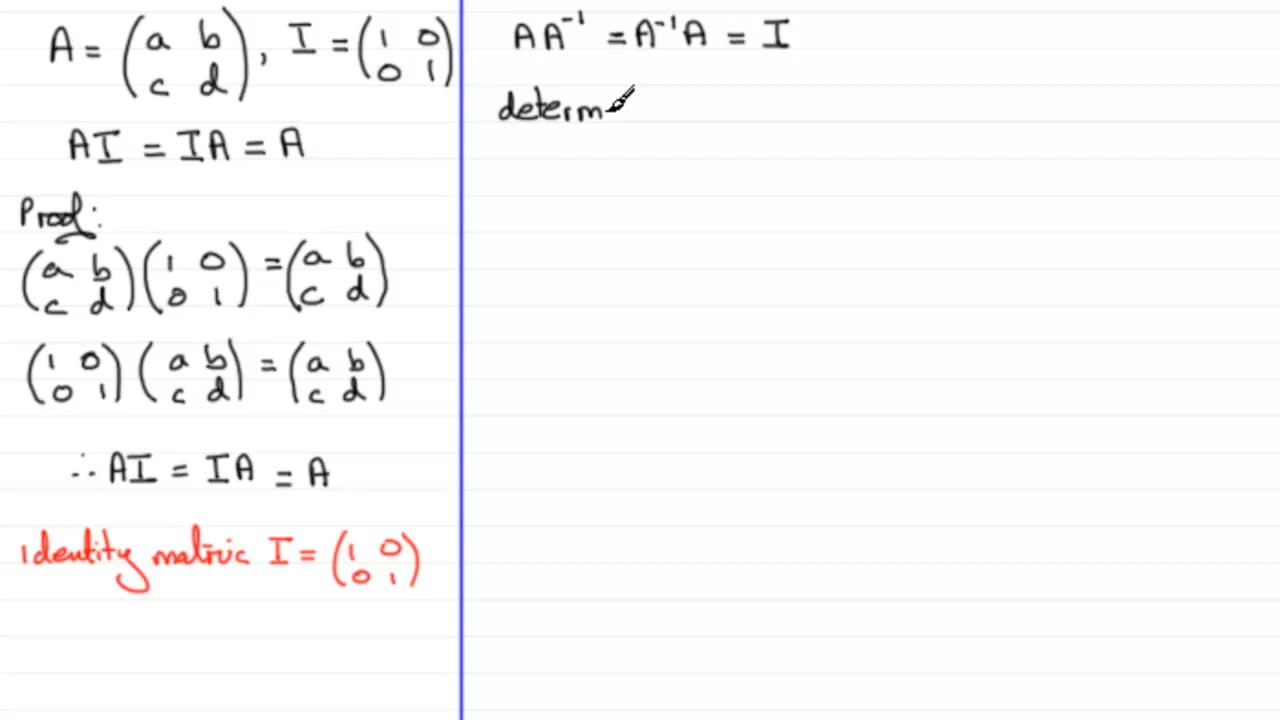 A = (a b
c d), I = (1 0
0 1)
AI = IA = A
Proof:
(a b
c d)(1 0
0 1) = (a b
c d)
(1 0
0 1)(a b
c d) = (a b
c d)
∴ AI = IA = A
Identity matric I = (1 0
0 1)
AA⁻¹ = A⁻¹A = I
determ